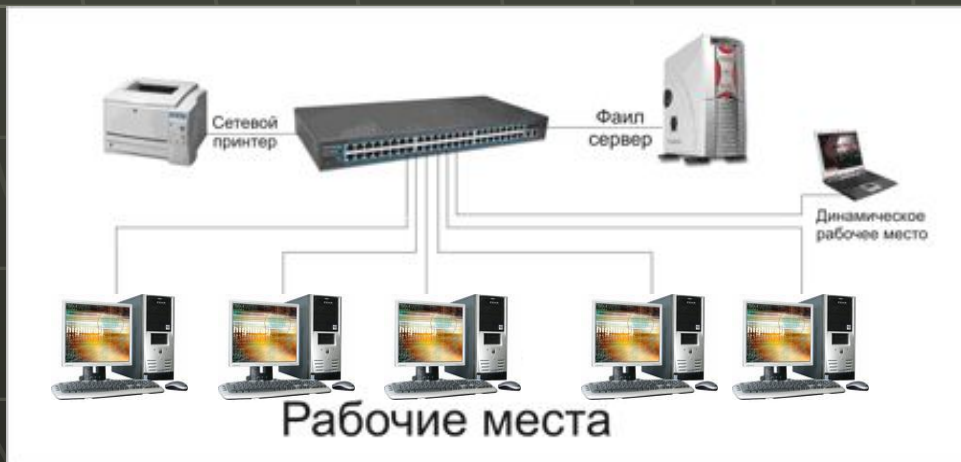 Сетевой
принтер
Фаил
сервер
Динамическое
рабочее место
Рабочие места